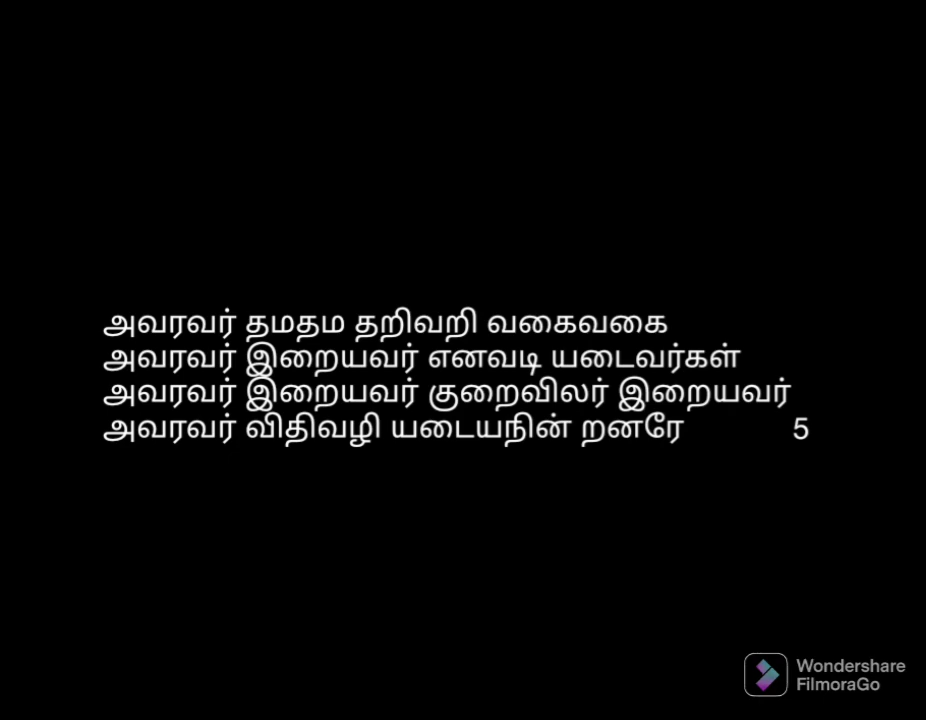 அவரவர் தமதம தறிவறி வகைவகை
அவரவர் இறையவர் எனவடி யடைவர்கள்
அவரவர் இறையவர் குறைவிலர் இறையவர்
அவரவர் விதிவழி யடையநின் றனரே 5
Wondershare
FilmoraGo